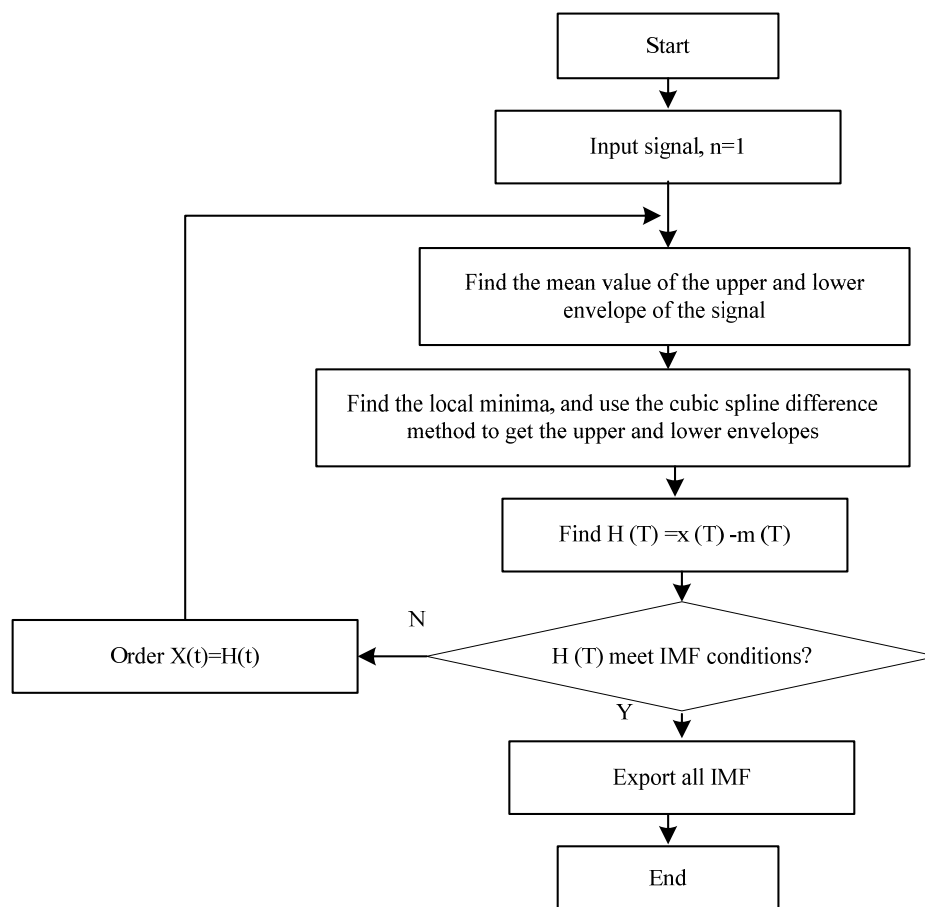 Start
Input signal, n=1
Find the mean value of the upper and lower
envelope of the signal
Find the local minima, and use the cubic spline difference
method to get the upper and lower envelopes
Find H (T) =x (T) -m (T)
N
Order X(t)=H(t)
H (T) meet IMF conditions?
Y
Export all IMF
End